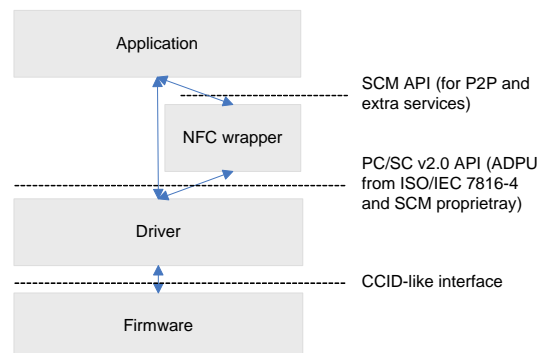 Application
SCM API (for P2P and
extra services)
NFC wrapper
PC/SC v2.0 API (ADPU
from ISO/IEC 7816-4
and SCM proprietray)
Driver
CCID-like interface
Firmware